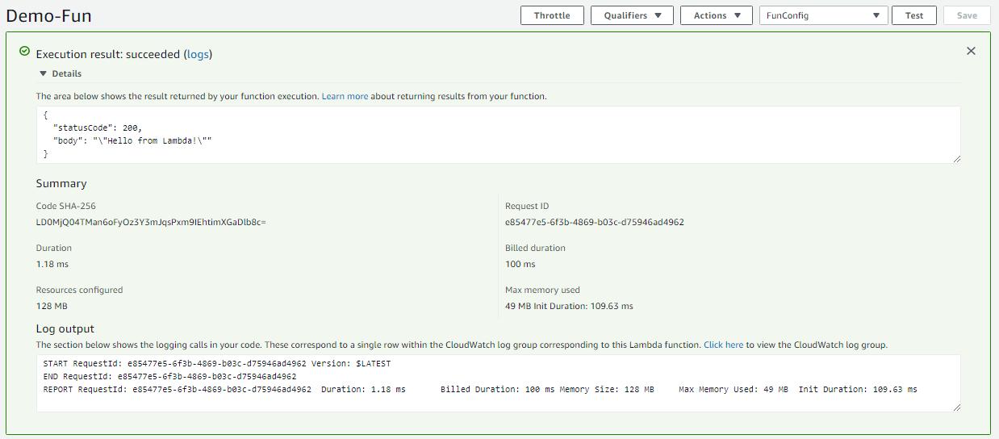 Demo-Fun
Throttle
Qualifiers
Actions
FunConfig
Test
Save
Execution result: succeeded (logs)
Details
The area below shows the result returned by your function execution. Learn more about returning results from your function.
{
"statusCode": 200,
"body": "\"Hello from Lambda!\""
}
Summary
Code SHA-256
LD0MjQ04TMan6oFyOz3Y3mJqsPxm9IEhtimXGaDlb8c=
Request ID
e85477e5-6f3b-4869-b03c-d75946ad4962
Duration
1.18 ms
Billed duration
100 ms
Resources configured
128 MB
Max memory used
49 MB Init Duration: 109.63 ms
Log output
The section below shows the logging calls in your code. These correspond to a single row within the CloudWatch log group corresponding to this Lambda function. Click here to view the CloudWatch log group.
START RequestId: e85477e5-6f3b-4869-b03c-d75946ad4962 Version: $LATEST
END RequestId: e85477e5-6f3b-4869-b03c-d75946ad4962
REPORT RequestId: e85477e5-6f3b-4869-b03c-d75946ad4962 Duration: 1.18 ms Billed Duration: 100 ms Memory Size: 128 MB Max Memory Used: 49 MB Init Duration: 109.63 ms